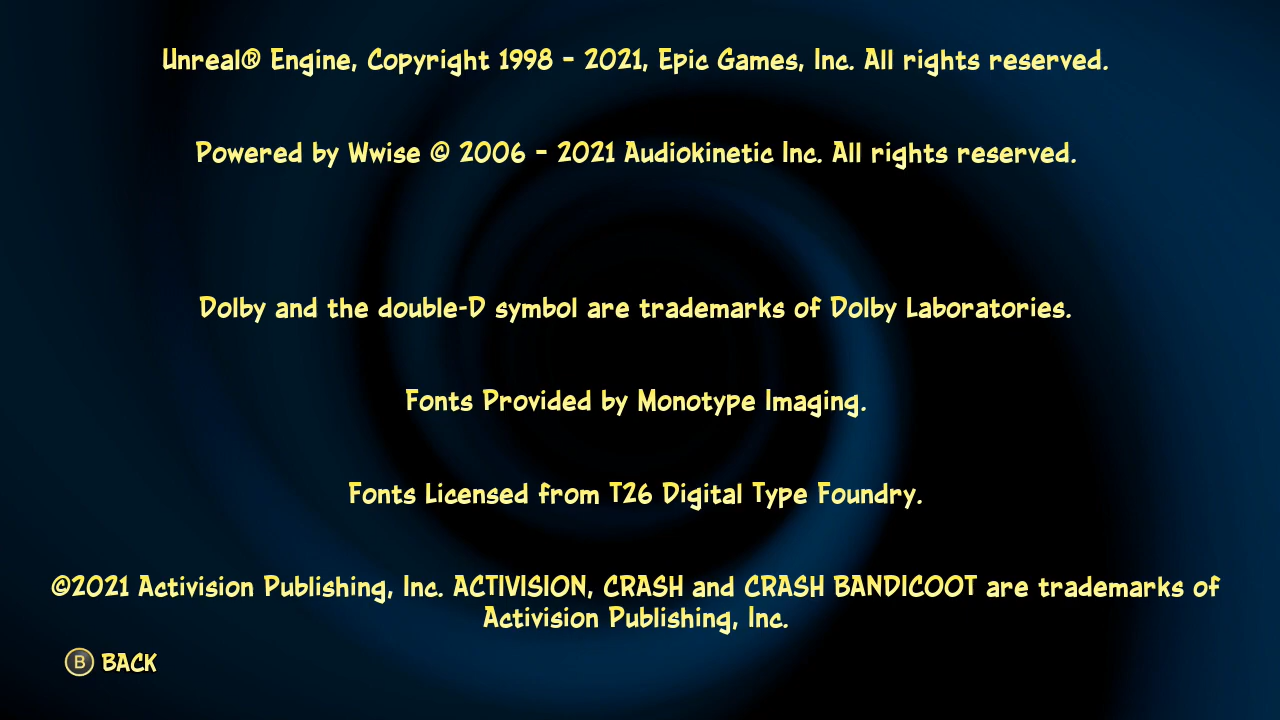 Unreal® Engine, Copyright 1998 - 2021, Epic Games, Inc. All rights reserved.
Powered by Wwise © 2006 - 2021 Audiokinetic Inc. All rights reserved.
Dolby and the double-D symbol are trademarks of Dolby Laboratories.
Fonts Provided by Monotype Imaging.
Fonts Licensed from T26 Digital Type Foundry.
©2021 Activision Publishing, Inc. ACTIVISION, CRASH and CRASH BANDICOOT are trademarks of
Activision Publishing, Inc.
B BACK